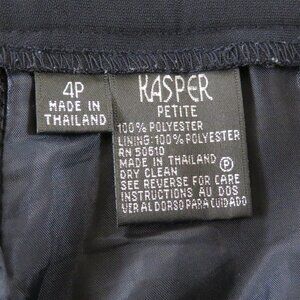 4P
MADE IN
THAILAND
KASPER
PETITE
100% POLYESTER
LINING: 100% POLYESTER
RN 50610
MADE IN THAILAND P
DRY CLEAN
SEE REVERSE FOR CARE
INSTRUCTIONS AU DOS
VER AL DORSO PARA CUIDADO